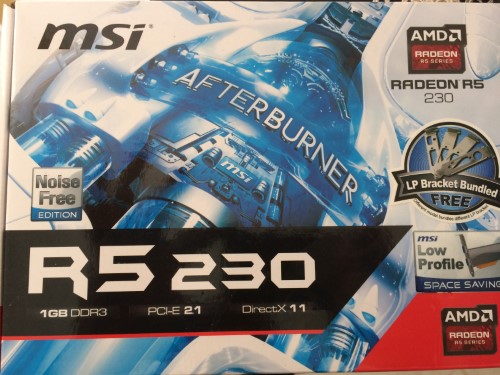 msi
AMD
RADEON
R5 SERIES
RADEON R5
230
AFTERBURNER
msi
LP Bracket Bundled
FREE
Noise
Free
EDITION
msi
Low
Profile
SPACE SAVING
R5 230
1GB DDR3 PCI-E 2.1 DirectX 11
AMD
RADEON
R5 SERIES